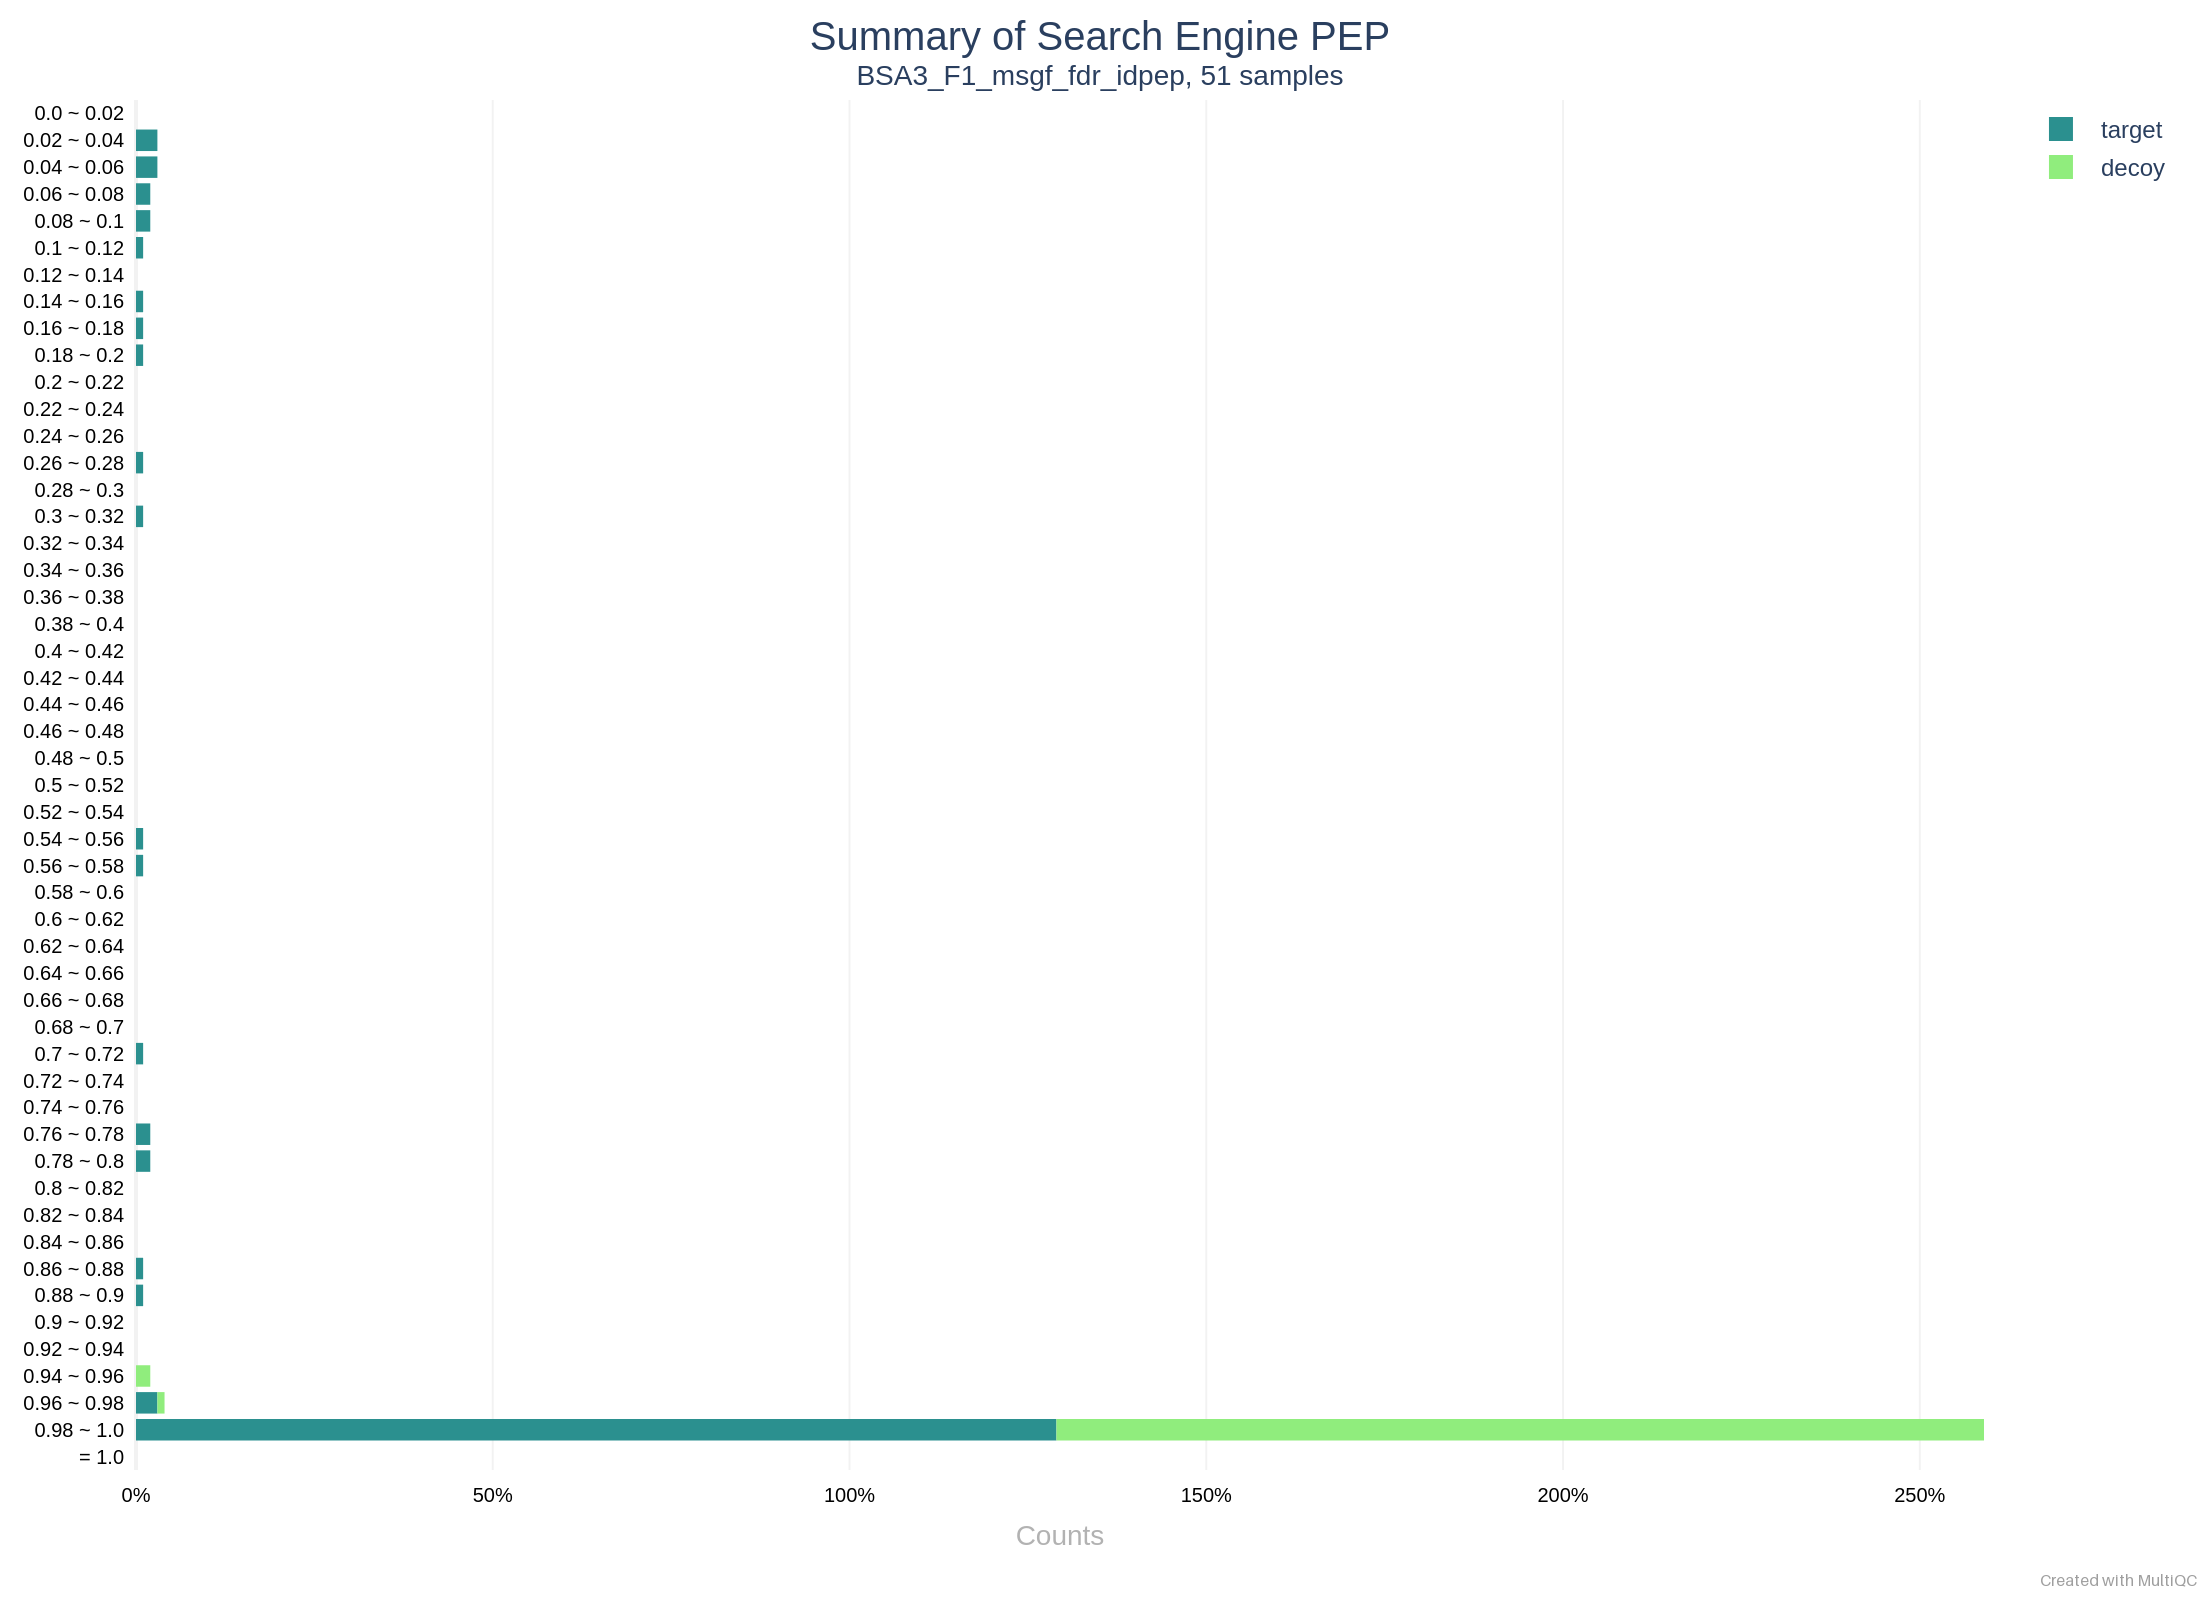 Summary of Search Engine PEP
BSA3_F1_msgf_fdr_idpep, 51 samples
0.0 ~ 0.02
0.02 ~ 0.04
0.04 ~ 0.06
0.06 ~ 0.08
0.08 ~ 0.1
0.1 ~ 0.12
0.12 ~ 0.14
0.14 ~ 0.16
0.16 ~ 0.18
0.18 ~ 0.2
0.2 ~ 0.22
0.22 ~ 0.24
0.24 ~ 0.26
0.26 ~ 0.28
0.28 ~ 0.3
0.3 ~ 0.32
0.32 ~ 0.34
0.34 ~ 0.36
0.36 ~ 0.38
0.38 ~ 0.4
0.4 ~ 0.42
0.42 ~ 0.44
0.44 ~ 0.46
0.46 ~ 0.48
0.48 ~ 0.5
0.5 ~ 0.52
0.52 ~ 0.54
0.54 ~ 0.56
0.56 ~ 0.58
0.58 ~ 0.6
0.6 ~ 0.62
0.62 ~ 0.64
0.64 ~ 0.66
0.66 ~ 0.68
0.68 ~ 0.7
0.7 ~ 0.72
0.72 ~ 0.74
0.74 ~ 0.76
0.76 ~ 0.78
0.78 ~ 0.8
0.8 ~ 0.82
0.82 ~ 0.84
0.84 ~ 0.86
0.86 ~ 0.88
0.88 ~ 0.9
0.9 ~ 0.92
0.92 ~ 0.94
0.94 ~ 0.96
0.96 ~ 0.98
0.98 ~ 1.0
= 1.0
0% 50% 100% 150% 200% 250%
Counts
target
decoy
Created with MultiQC